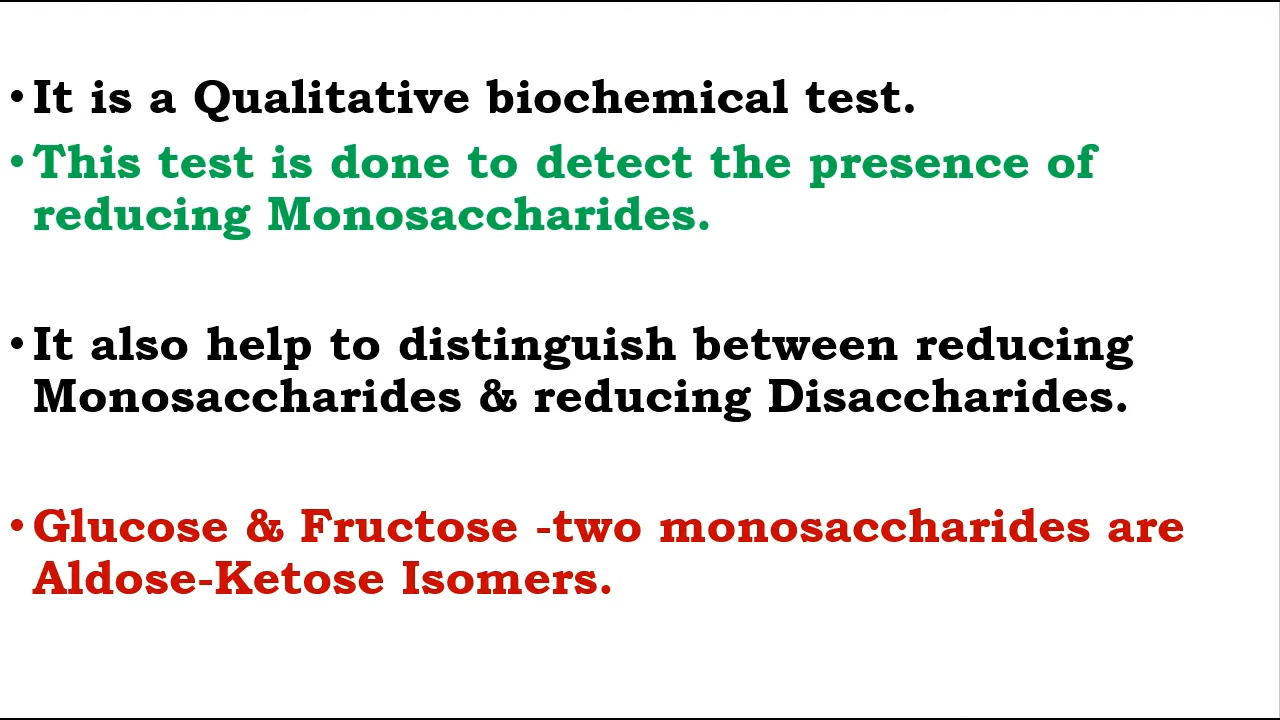 •It is a Qualitative biochemical test.
•This test is done to detect the presence of
reducing Monosaccharides.
•It also help to distinguish between reducing
Monosaccharides & reducing Disaccharides.
•Glucose & Fructose -two monosaccharides are
Aldose-Ketose Isomers.